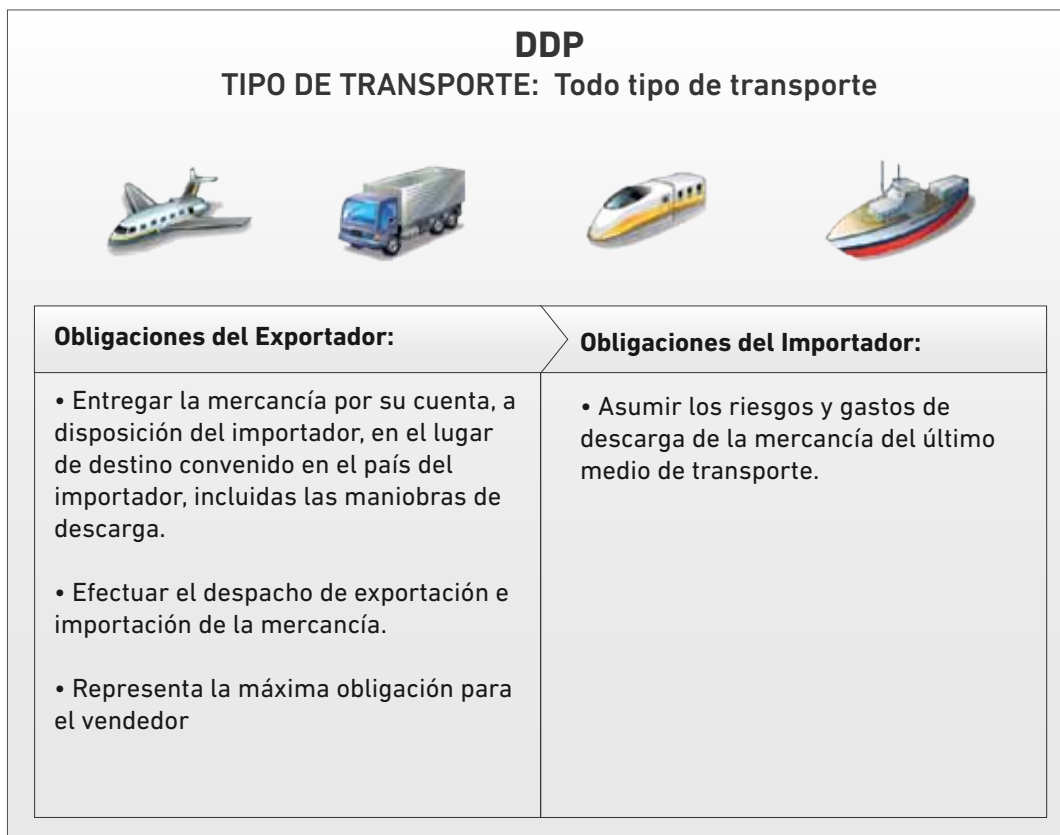 DDP
TIPO DE TRANSPORTE: Todo tipo de transporte
Obligaciones del Exportador:
• Entregar la mercancía por su cuenta, a
disposición del importador, en el lugar
de destino convenido en el país del
importador, incluidas las maniobras de
descarga.
• Efectuar el despacho de exportación e
importación de la mercancía.
• Representa la máxima obligación para
el vendedor
Obligaciones del Importador:
• Asumir los riesgos y gastos de
descarga de la mercancía del último
medio de transporte.